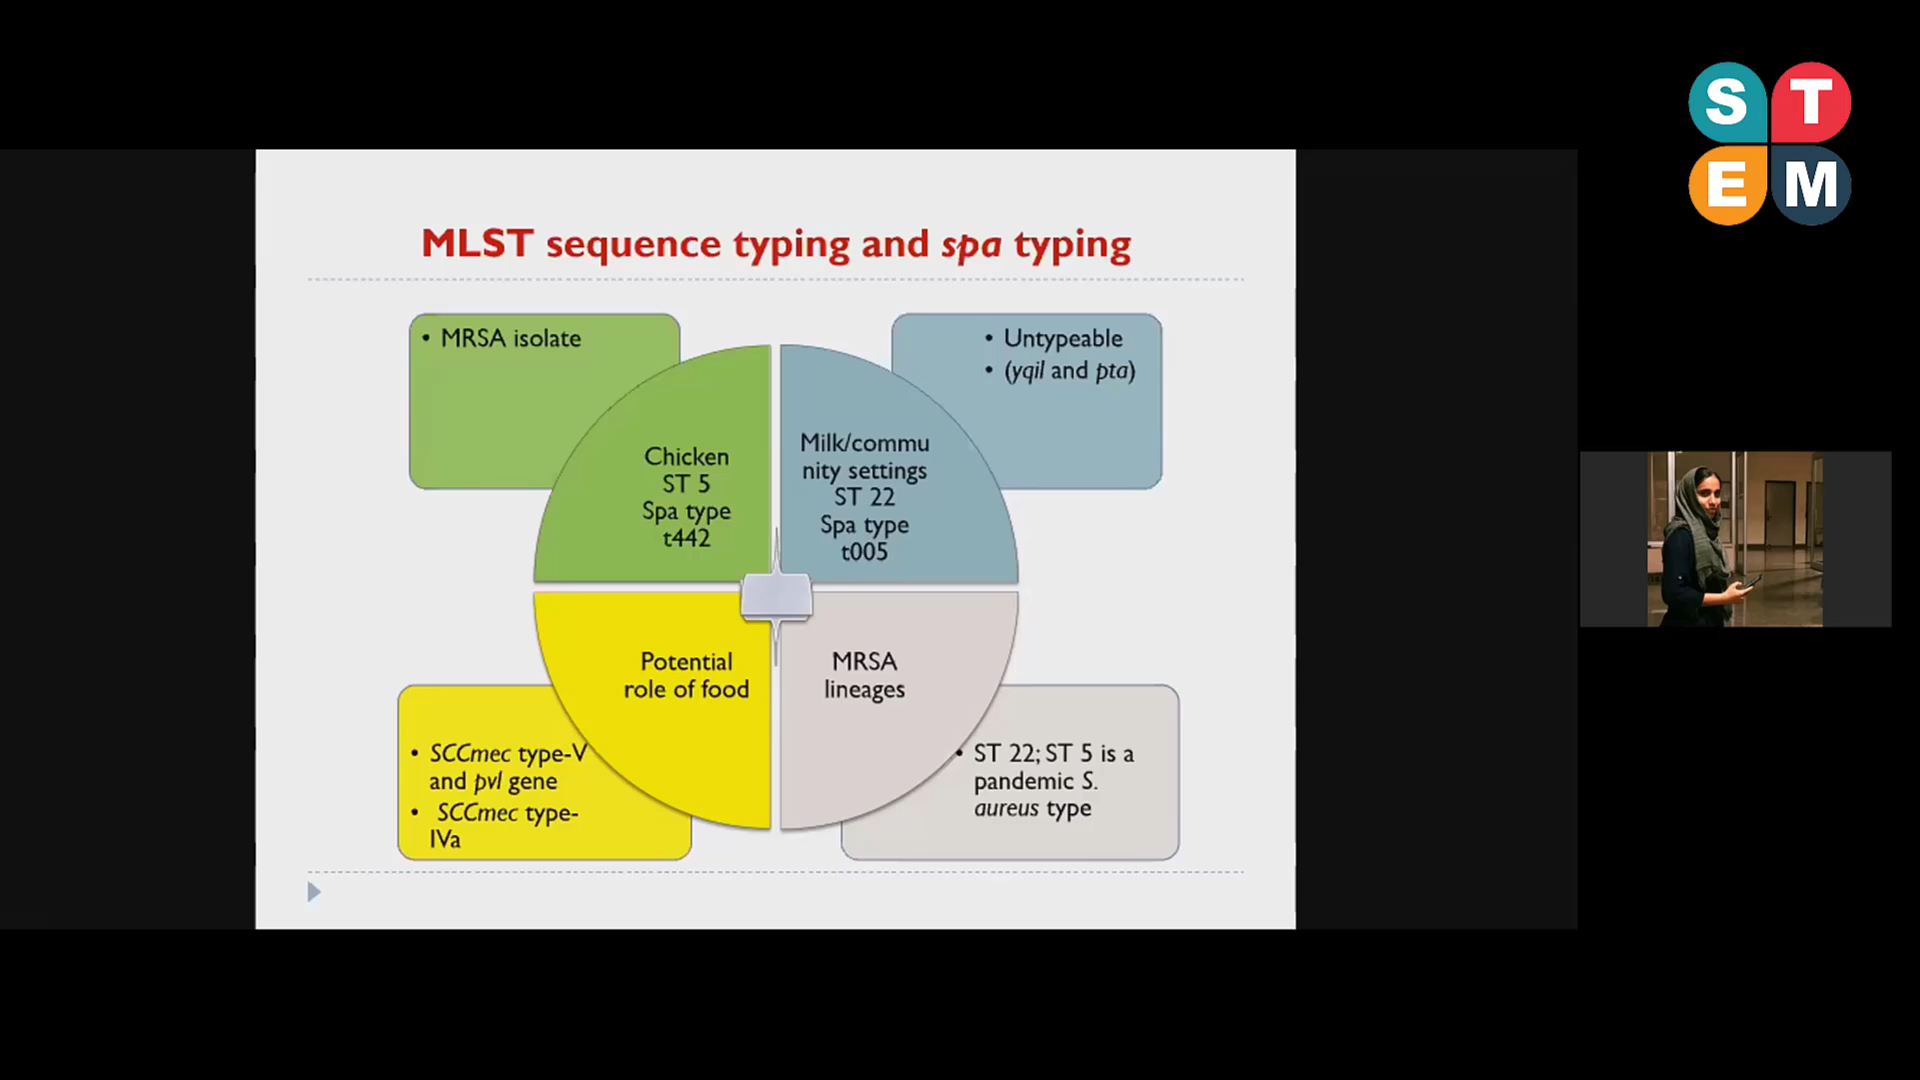 S T
E M
MLST sequence typing and spa typing
• MRSA isolate
• Untypeable
• (yqil and pta)
Chicken
ST 5
Spa type
t442
Milk/commu
nity settings
ST 22
Spa type
t005
Potential
role of food
MRSA
lineages
• SCCmec type-V
and pvl gene
• SCCmec type-
IVa
• ST 22; ST 5 is a
pandemic S.
aureus type